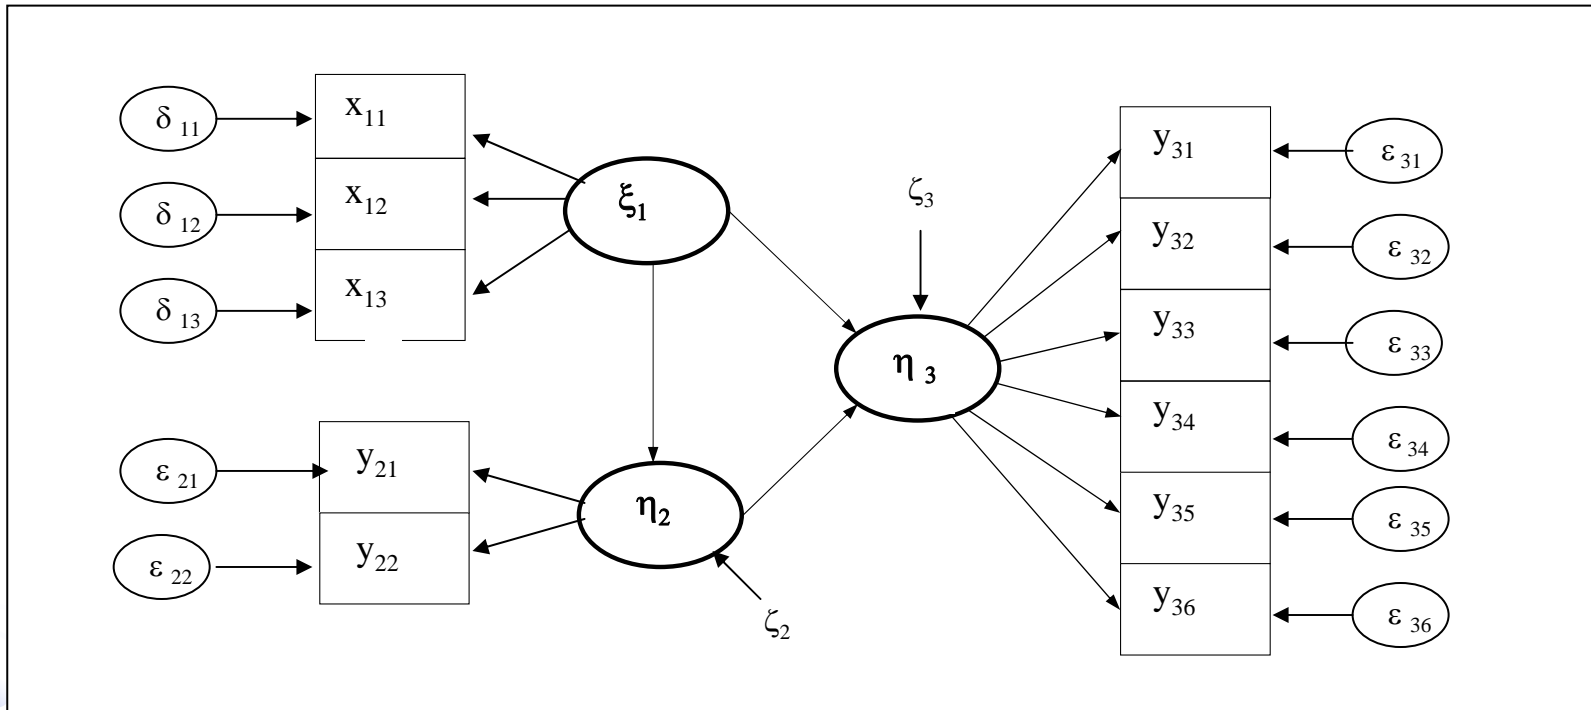 δ 11
x11
δ 12
x12
δ 13
x13
ξ1
ζ3
η 3
ε 21
y21
ε 22
y22
η2
ζ2
y31
ε 31
y32
ε 32
y33
ε 33
y34
ε 34
y35
ε 35
y36
ε 36